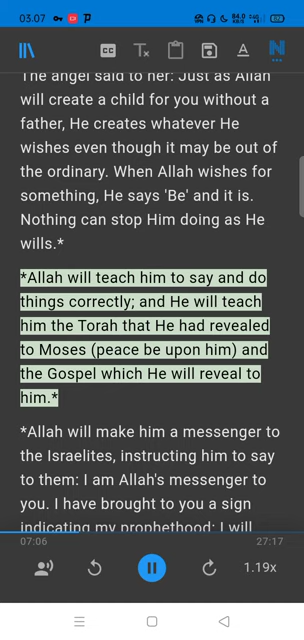 03.07
84.0
KB/s
CC
T
A
N
The angel said to her: Just as Allah
will create a child for you without a
father, He creates whatever He
wishes even though it may be out of
the ordinary. When Allah wishes for
something, He says 'Be' and it is.
Nothing can stop Him doing as He
wills.*
*Allah will teach him to say and do
things correctly; and He will teach
him the Torah that He had revealed
to Moses (peace be upon him) and
the Gospel which He will reveal to
him.*
*Allah will make him a messenger to
the Israelites, instructing him to say
to them: I am Allah's messenger to
you. I have brought to you a sign
indicating my prophethood: I will
07:06
27:17
1.19x